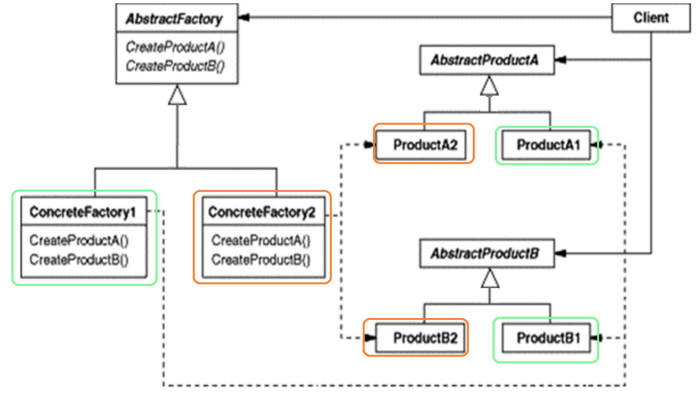 AbstractFactory
CreateProductA()
CreateProductB()
Client
AbstractProductA
ProductA2
ProductA1
ConcreteFactory1
CreateProductA()
CreateProductB()
ConcreteFactory2
CreateProductA()
CreateProductB()
AbstractProductB
ProductB2
ProductB1